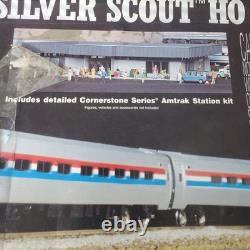 SILVER SCOUT™ HO
Includes detailed Cornerstone Series® Amtrak Station kit
Figures, vehicles and accessories not included